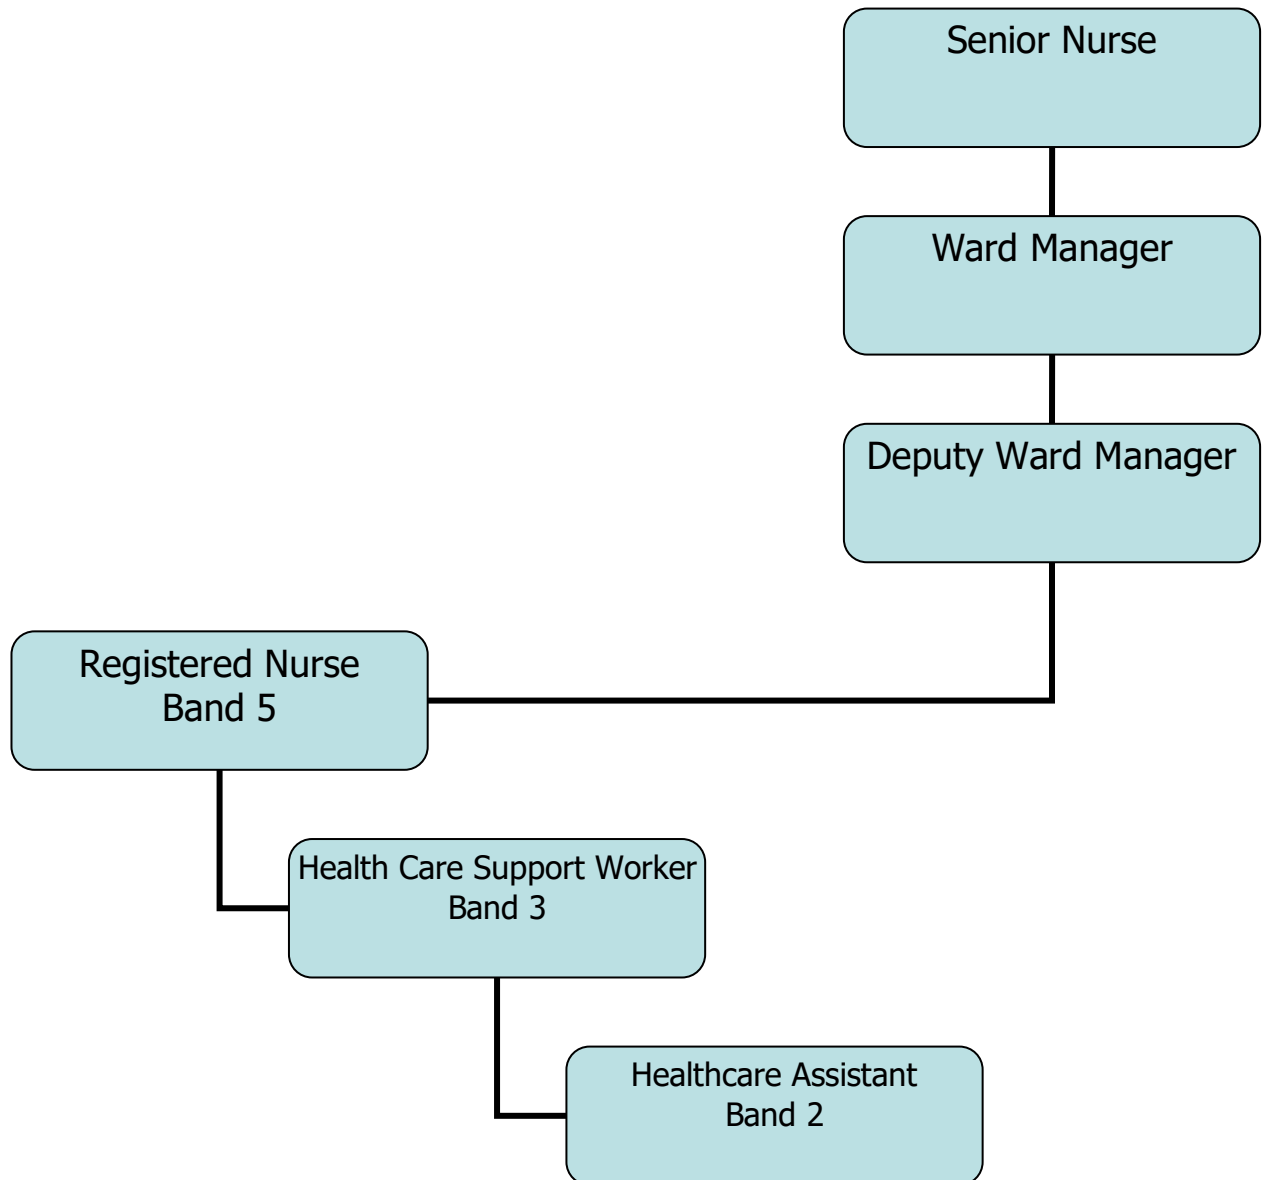 Senior Nurse
Ward Manager
Deputy Ward Manager
Registered Nurse
Band 5
Health Care Support Worker
Band 3
Healthcare Assistant
Band 2